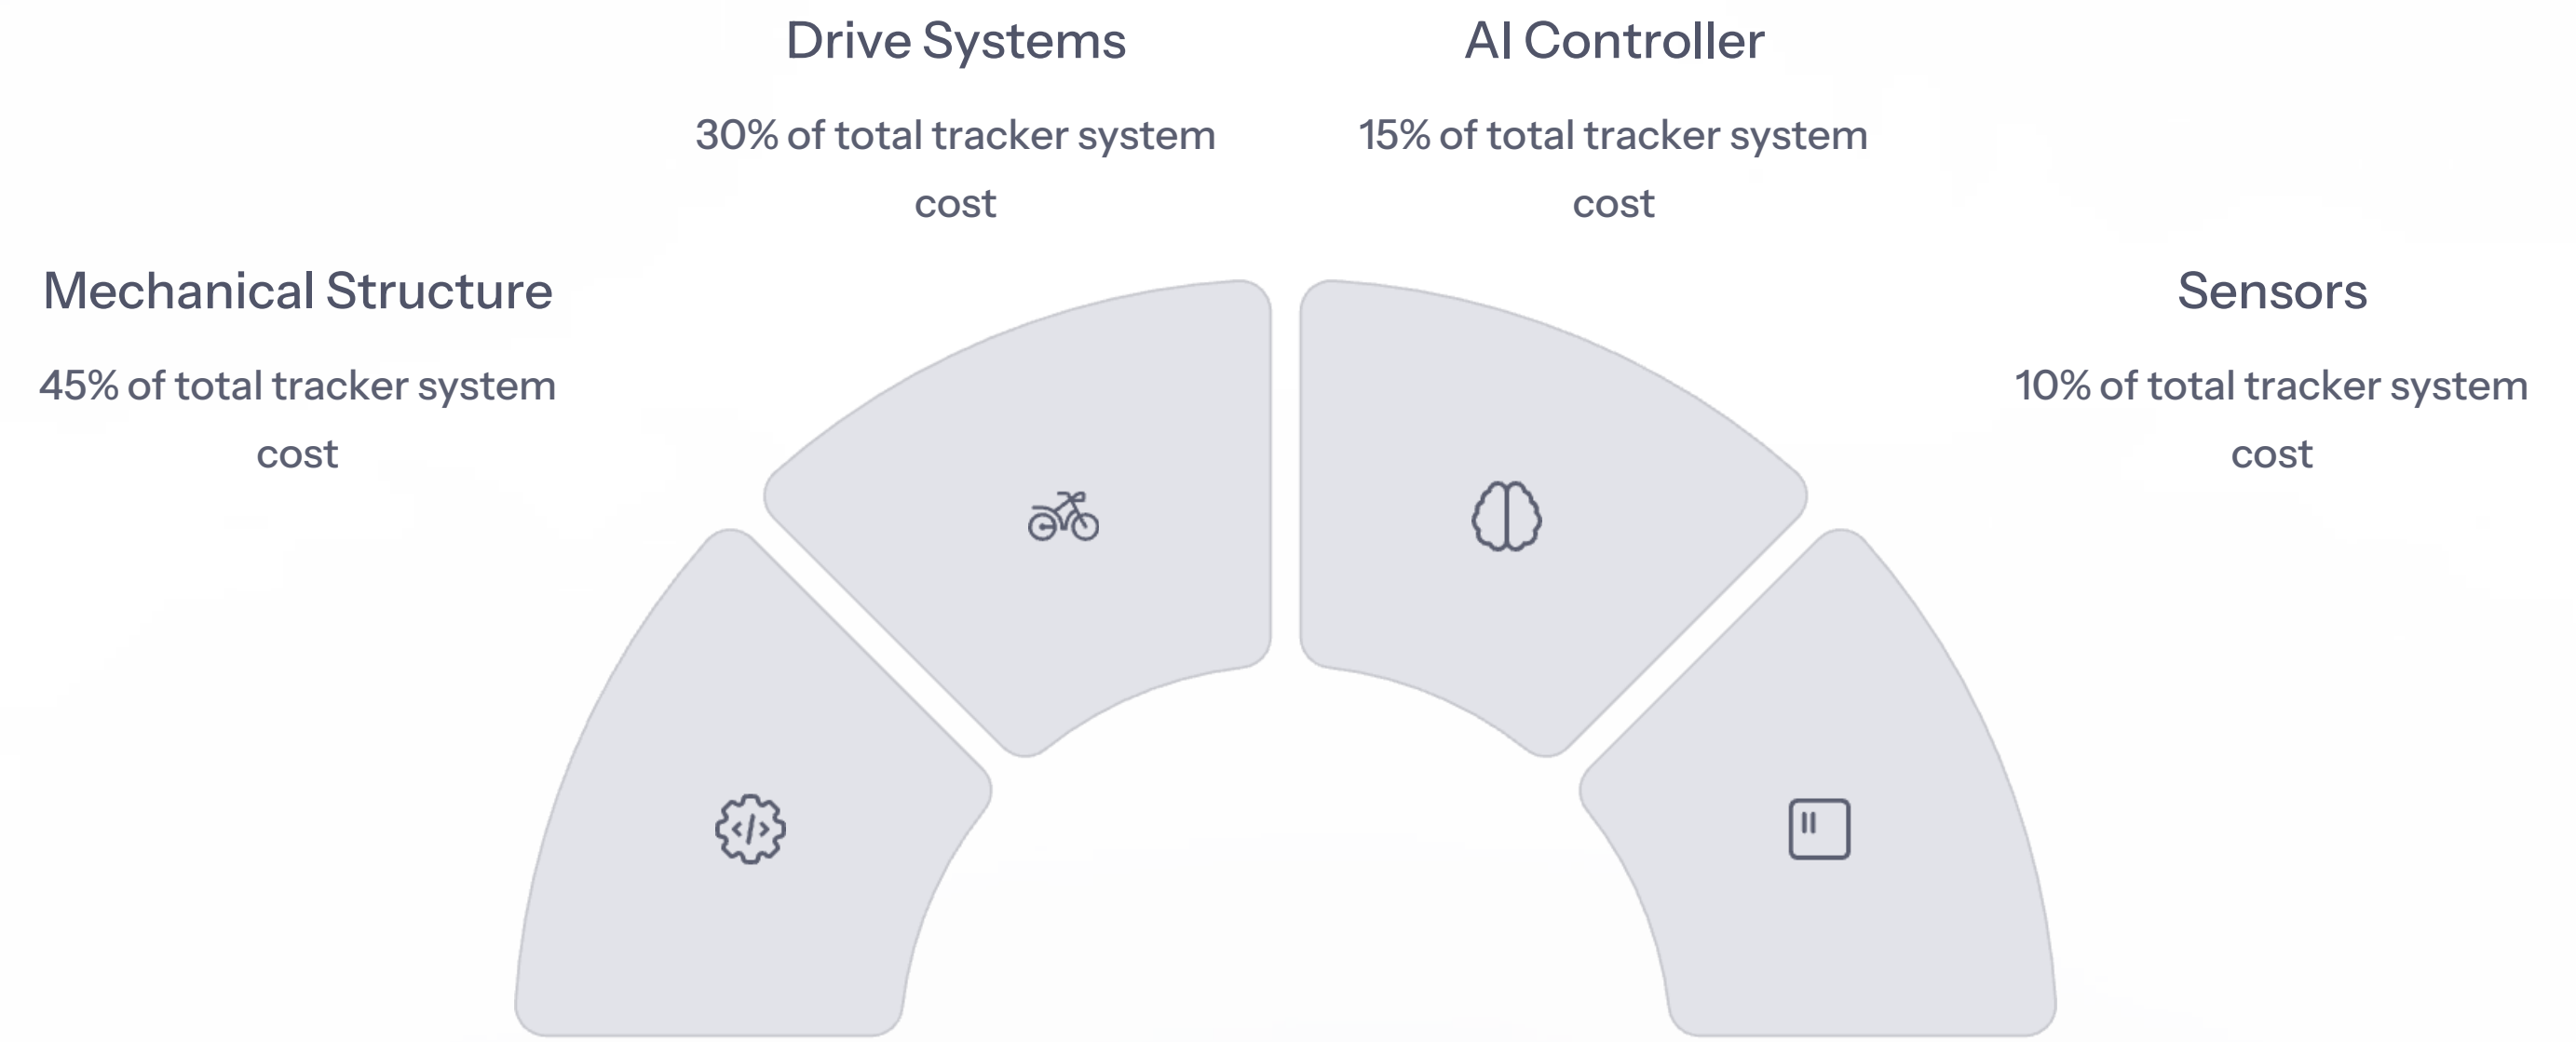 Drive Systems
30% of total tracker system
cost
AI Controller
15% of total tracker system
cost
Mechanical Structure
45% of total tracker system
cost
Sensors
10% of total tracker system
cost